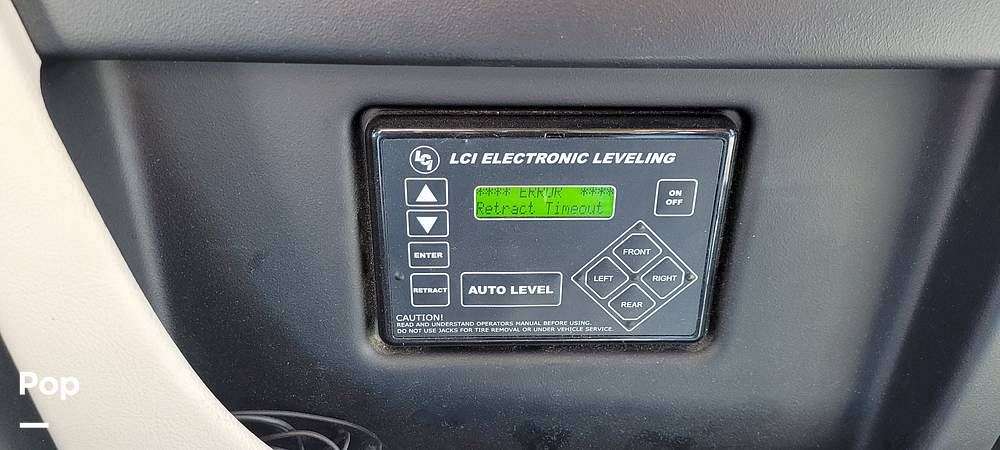 LCI LCI ELECTRONIC LEVELING
**** ERROR ****
Retract Timeout
ON
OFF
ENTER
RETRACT
AUTO LEVEL
FRONT
LEFT
RIGHT
REAR
CAUTION!
READ AND UNDERSTAND OPERATORS MANUAL BEFORE USING.
DO NOT USE JACKS FOR TIRE REMOVAL OR UNDER VEHICLE SERVICE.
Pop